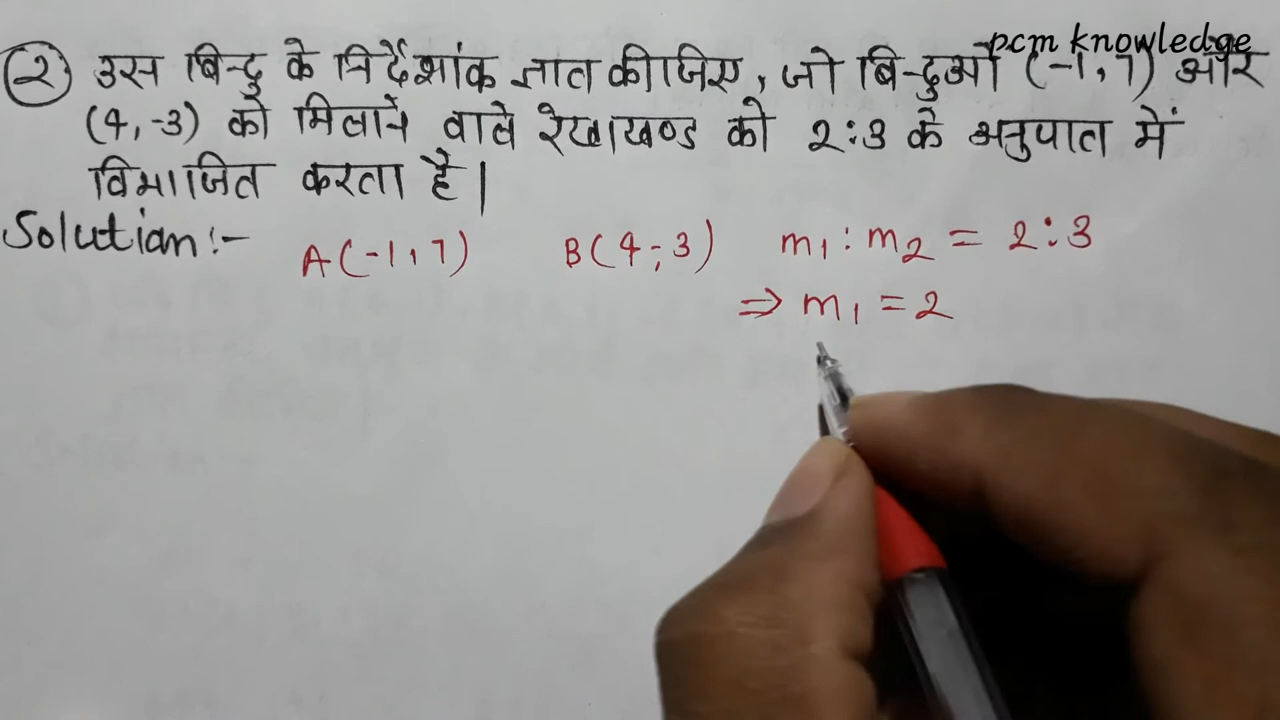 pcm knowledge
(२) उस बिन्दु के निर्देशांक ज्ञात कीजिए, जो बिन्दुओं (-1, 7) और
(4, -3) को मिलाने वाले रेखाखण्ड को 2:3 के अनुपात में
विभाजित करता है।
Solution:- A(-1, 7) B(4,-3) m₁ : m₂ = 2:3
⇒ m₁ = 2